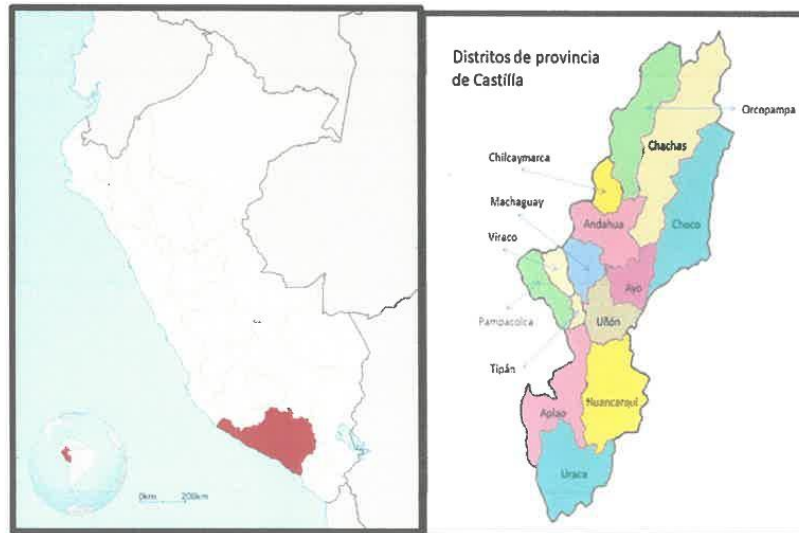 0km 200km
Distritos de provincia
de Castilla
Orcopampa
Chachas
Chilcaymarca
Machaguay
Andahua
Choco
Viraco
Ayo
Pampacolca
Uñón
Tipán
Huancarqui
Aplao
Uraca